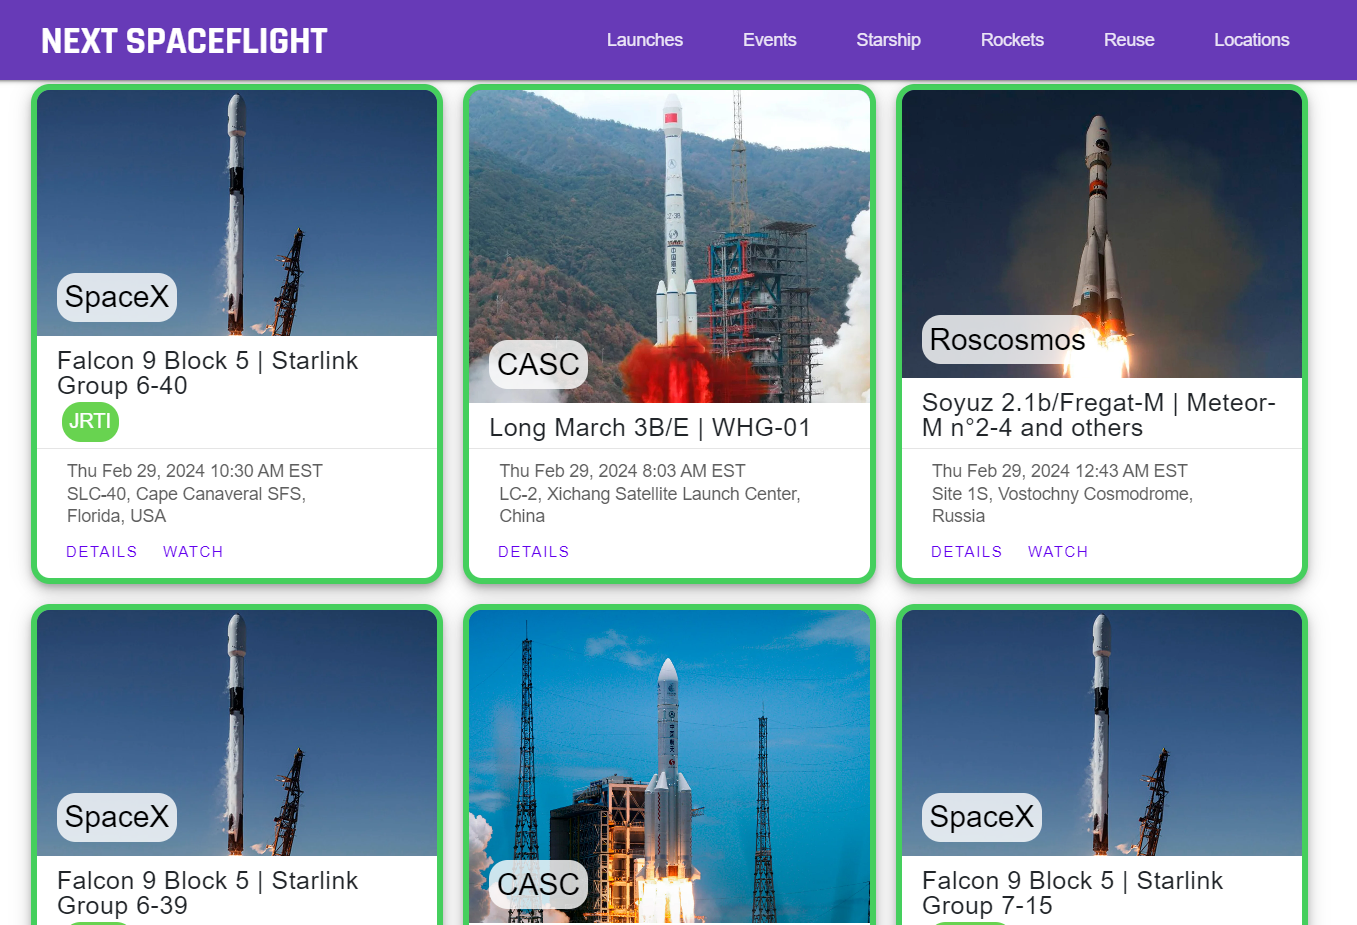 NEXT SPACEFLIGHT
Launches
Events
Starship
Rockets
Reuse
Locations
SpaceX
Falcon 9 Block 5 | Starlink
Group 6-40
JRTI
Thu Feb 29, 2024 10:30 AM EST
SLC-40, Cape Canaveral SFS,
Florida, USA
DETAILS WATCH
CASC
Long March 3B/E | WHG-01
Thu Feb 29, 2024 8:03 AM EST
LC-2, Xichang Satellite Launch Center,
China
DETAILS
Roscosmos
Soyuz 2.1b/Fregat-M | Meteor-
M n°2-4 and others
Thu Feb 29, 2024 12:43 AM EST
Site 1S, Vostochny Cosmodrome,
Russia
DETAILS WATCH
SpaceX
Falcon 9 Block 5 | Starlink
Group 6-39
CASC
SpaceX
Falcon 9 Block 5 | Starlink
Group 7-15